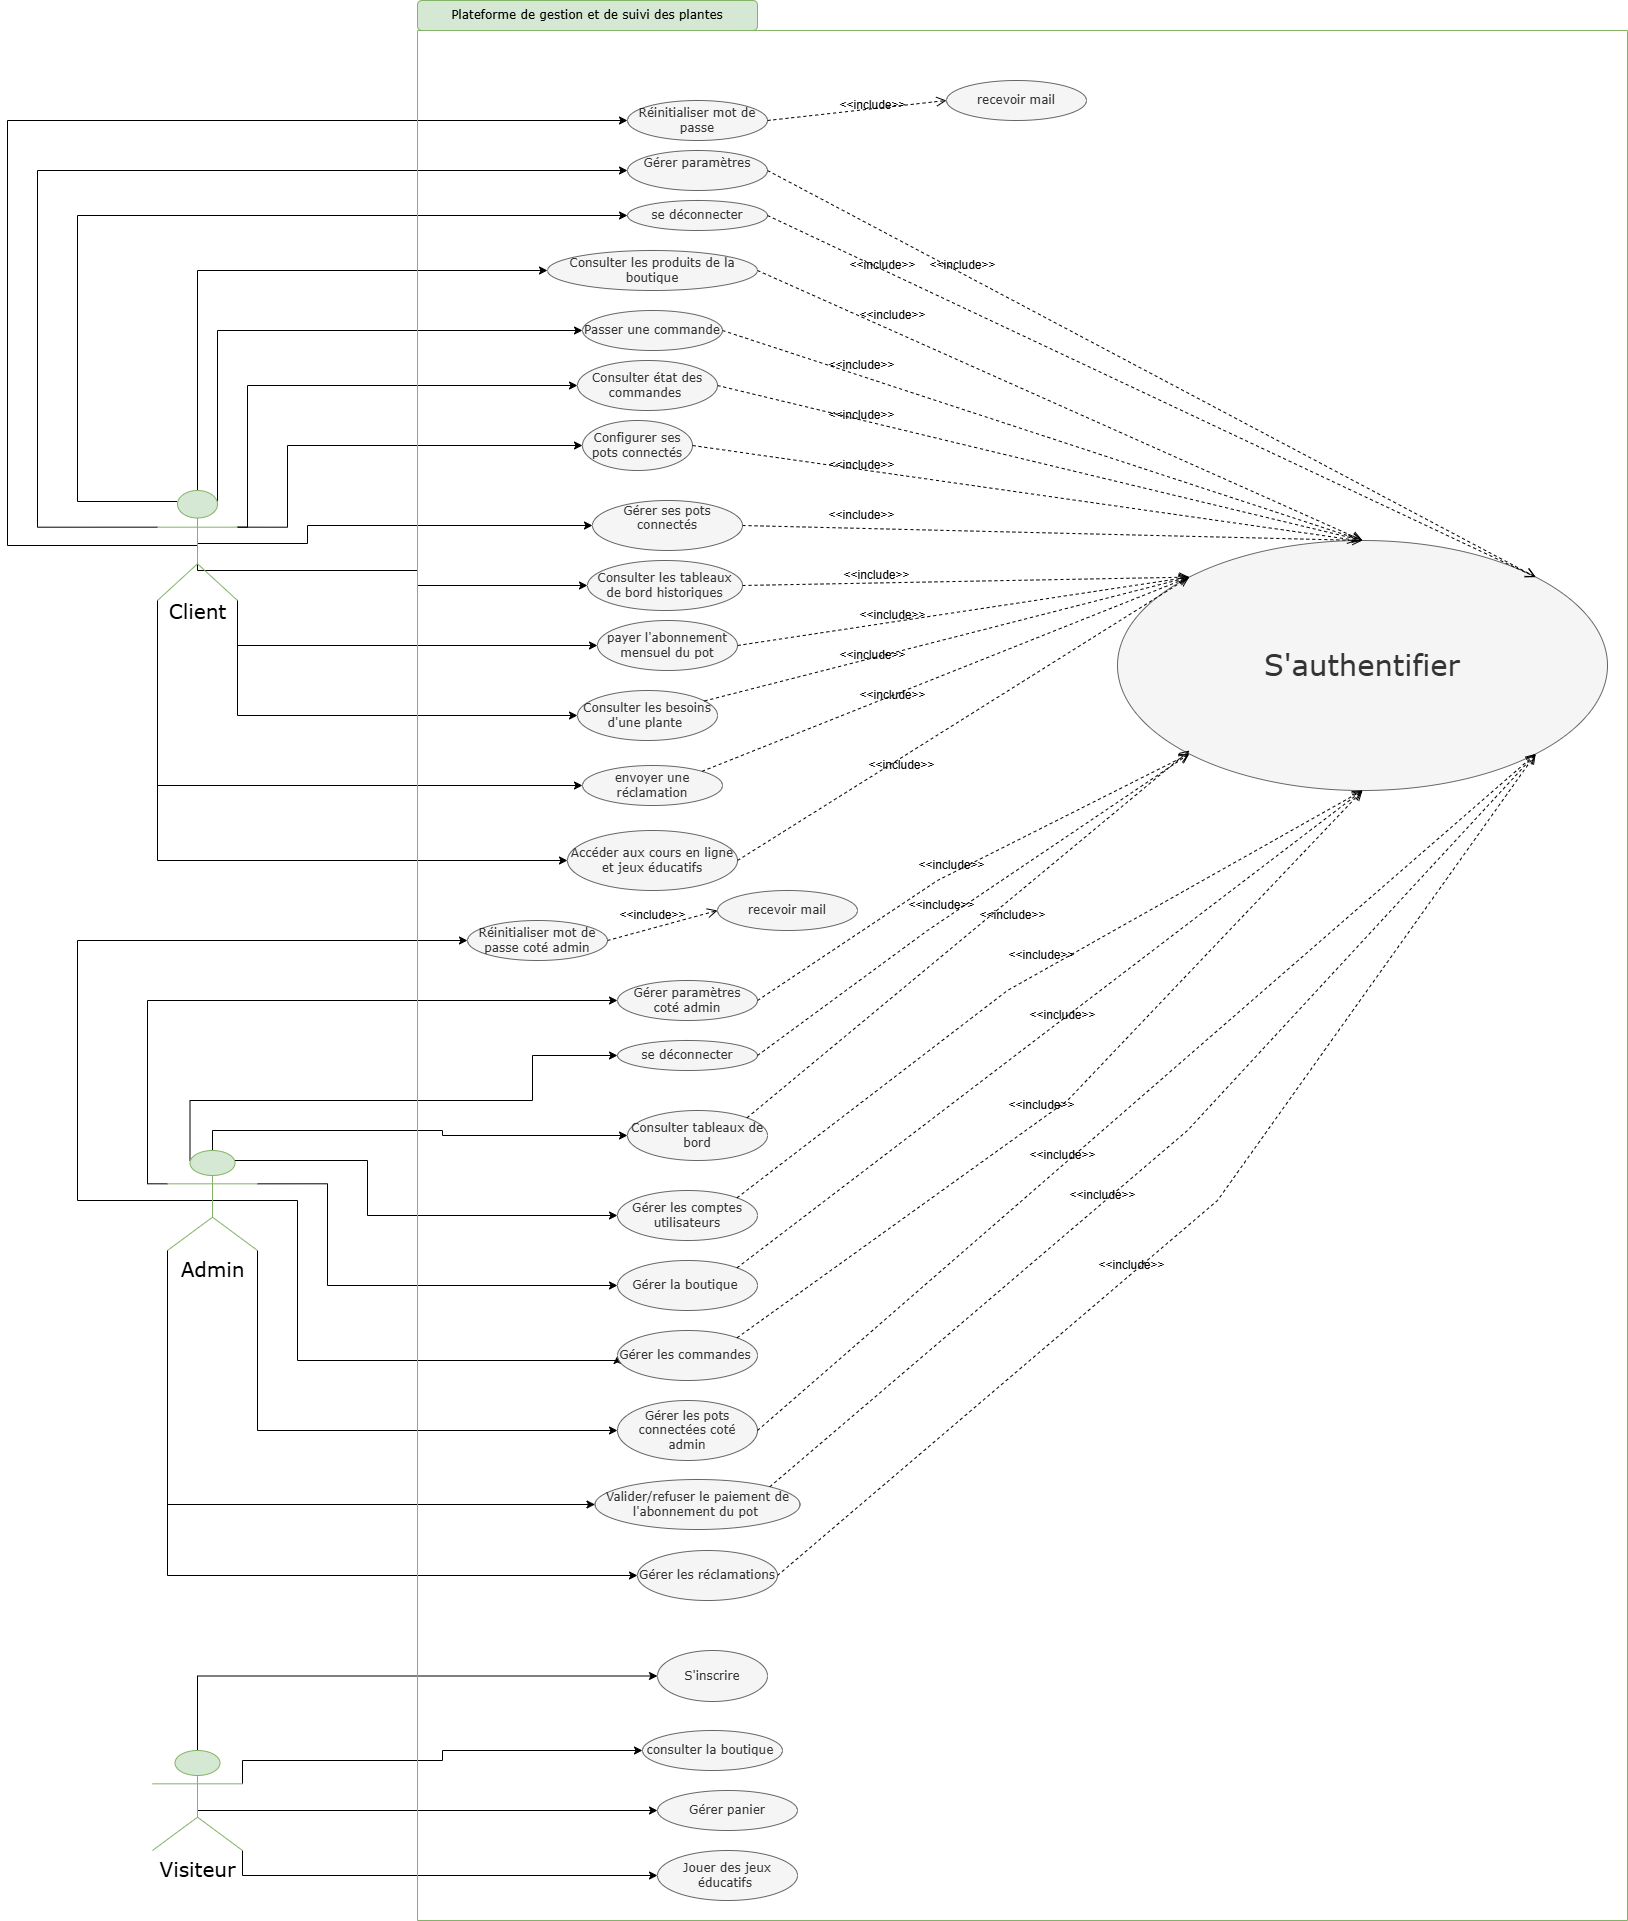 Plateforme de gestion et de suivi des plantes
Réinitialiser mot de
passe
<<include>>
recevoir mail
Gérer paramètres
se déconnecter
<<include>>
<<include>>
Consulter les produits de la
boutique
<<include>>
Passer une commande
<<include>>
Consulter état des
commandes
<<include>>
Configurer ses
pots connectés
<<include>>
Gérer ses pots
connectés
<<include>>
Consulter les tableaux
de bord historiques
<<include>>
Client
payer l'abonnement
mensuel du pot
<<include>>
S'authentifier
<<include>>
Consulter les besoins
d'une plante
<<include>>
envoyer une
réclamation
<<include>>
Accéder aux cours en ligne
et jeux éducatifs
<<include>>
Réinitialiser mot de
passe coté admin
<<include>>
recevoir mail
<<include>>
<<include>>
Gérer paramètres
coté admin
<<include>>
se déconnecter
<<include>>
Consulter tableaux de
bord
<<include>>
Gérer les comptes
utilisateurs
<<include>>
<<include>>
Admin
Gérer la boutique
<<include>>
Gérer les commandes
Gérer les pots
connectées coté
admin
Valider/refuser le paiement de
l'abonnement du pot
Gérer les réclamations
S'inscrire
consulter la boutique
Gérer panier
Visiteur
Jouer des jeux
éducatifs